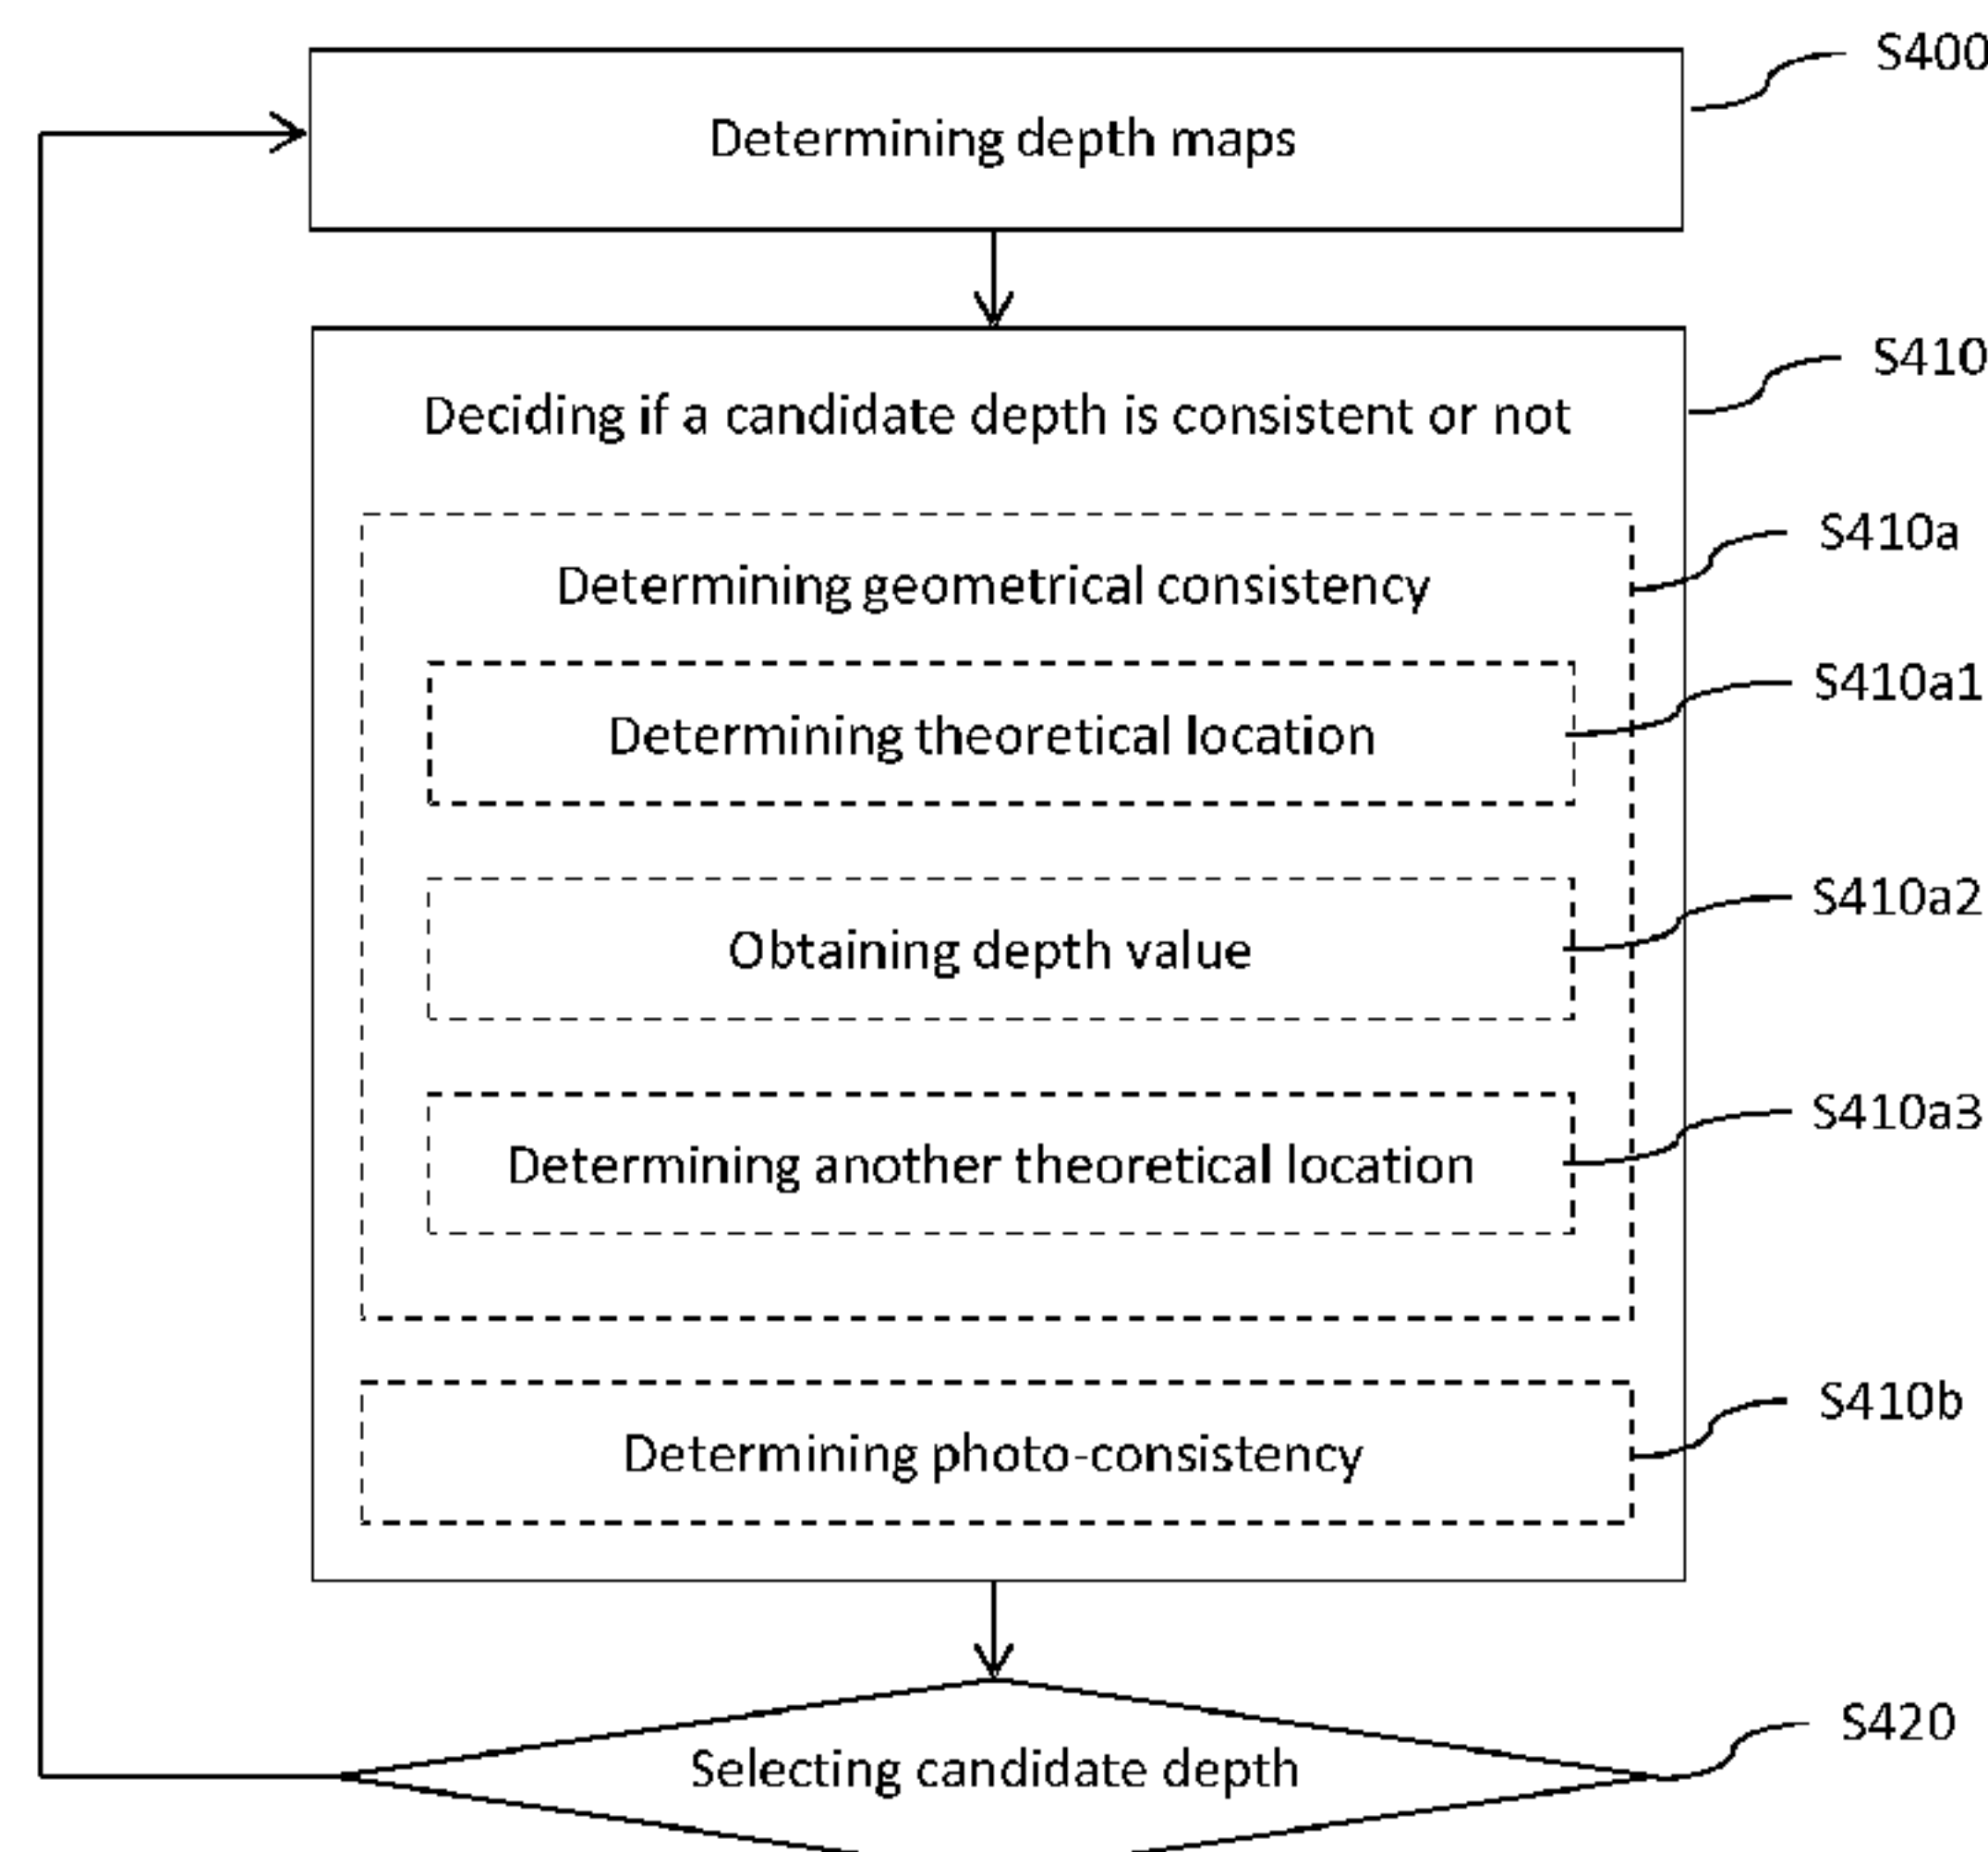 S400
Determining depth maps
S410
Deciding if a candidate depth is consistent or not
S410a
Determining geometrical consistency
S410a1
Determining theoretical location
S410a2
Obtaining depth value
S410a3
Determining another theoretical location
S410b
Determining photo-consistency
S420
Selecting candidate depth